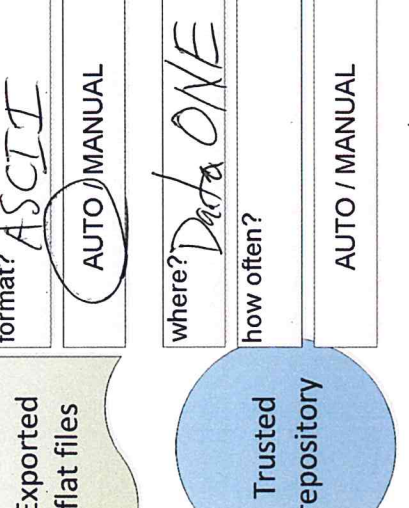 format? ASCII
AUTO / MANUAL
Exported
flat files
where? Data ONE
how often?
AUTO / MANUAL
Trusted
repository